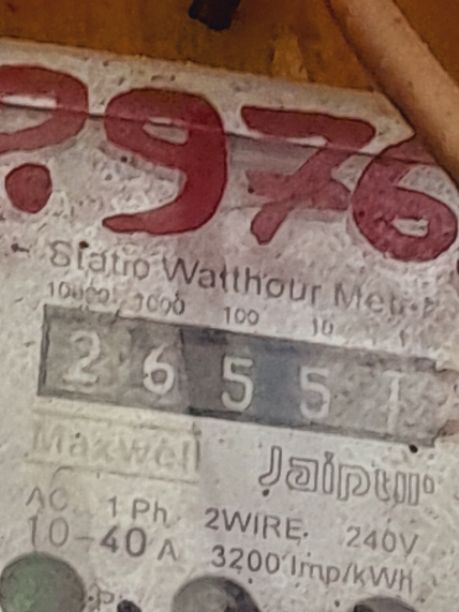 ?976
Static Watthour Meter
10000 1000 100 10 1
2 6 5 5 1
Maxwell
Jaipur
AC 1 Ph 2WIRE 240V
10-40 A 3200 Imp/kWH